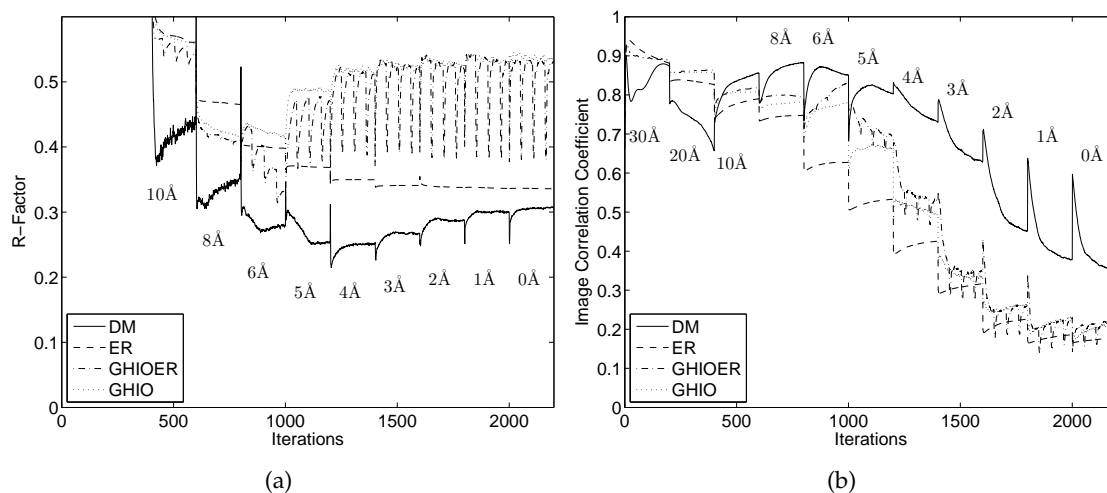 0.5
0.4
0.3
0.2
0.1
0
R−Factor
10Å
8Å
6Å
5Å
4Å
3Å
2Å
1Å
0Å
DM
ER
GHIOER
GHIO
0
500
1000
1500
2000
Iterations
(a)
1
0.9
0.8
0.7
0.6
0.5
0.4
0.3
0.2
0.1
0
Image Correlation Coefficient
30Å
20Å
10Å
8Å
6Å
5Å
4Å
3Å
2Å
1Å
0Å
DM
ER
GHIOER
GHIO
0
500
1000
1500
2000
Iterations
(b)